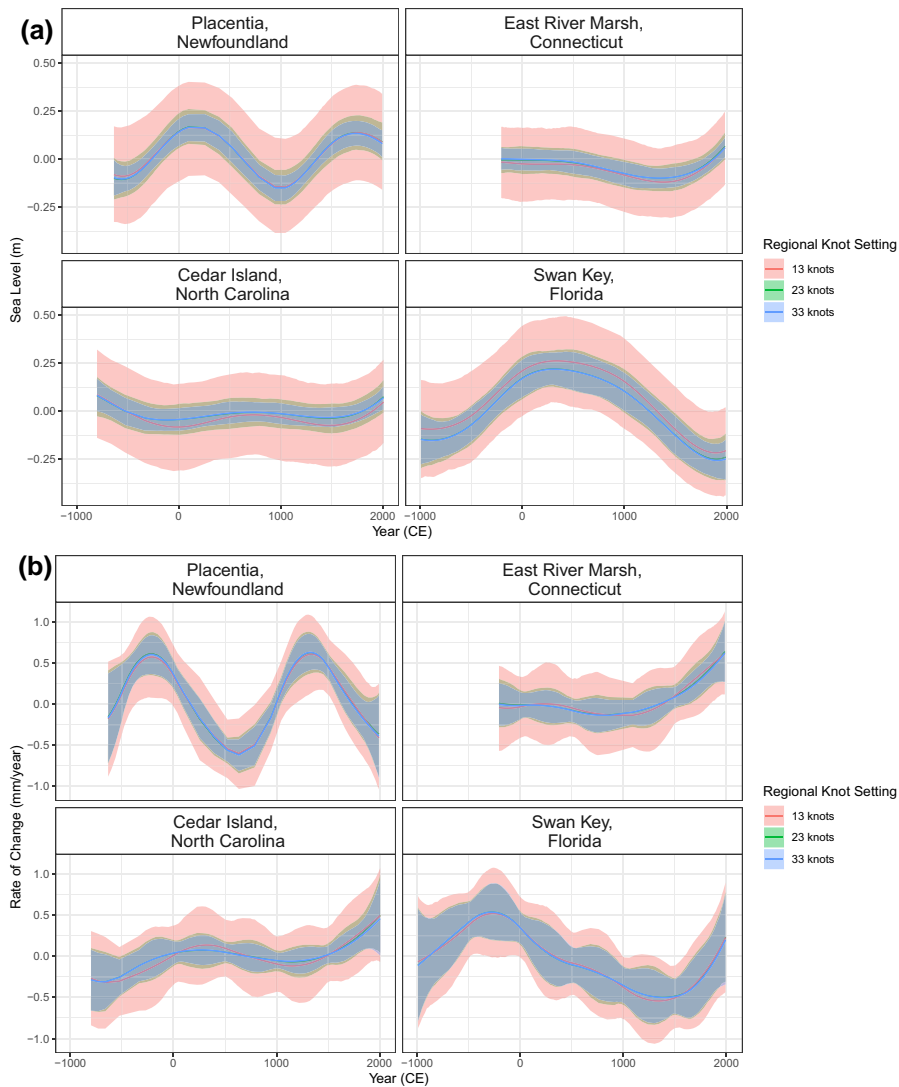 (a)
Placentia,
Newfoundland
East River Marsh,
Connecticut
0.50
0.25
0.00
−0.25
Cedar Island,
North Carolina
Swan Key,
Florida
0.50
0.25
0.00
−0.25
−1000 0 1000 2000 −1000 0 1000 2000
Year (CE)
Sea Level (m)
Regional Knot Setting
13 knots
23 knots
33 knots
(b)
Placentia,
Newfoundland
East River Marsh,
Connecticut
1.0
0.5
0.0
−0.5
−1.0
Cedar Island,
North Carolina
Swan Key,
Florida
1.0
0.5
0.0
−0.5
−1.0
−1000 0 1000 2000 −1000 0 1000 2000
Year (CE)
Rate of Change (mm/year)
Regional Knot Setting
13 knots
23 knots
33 knots